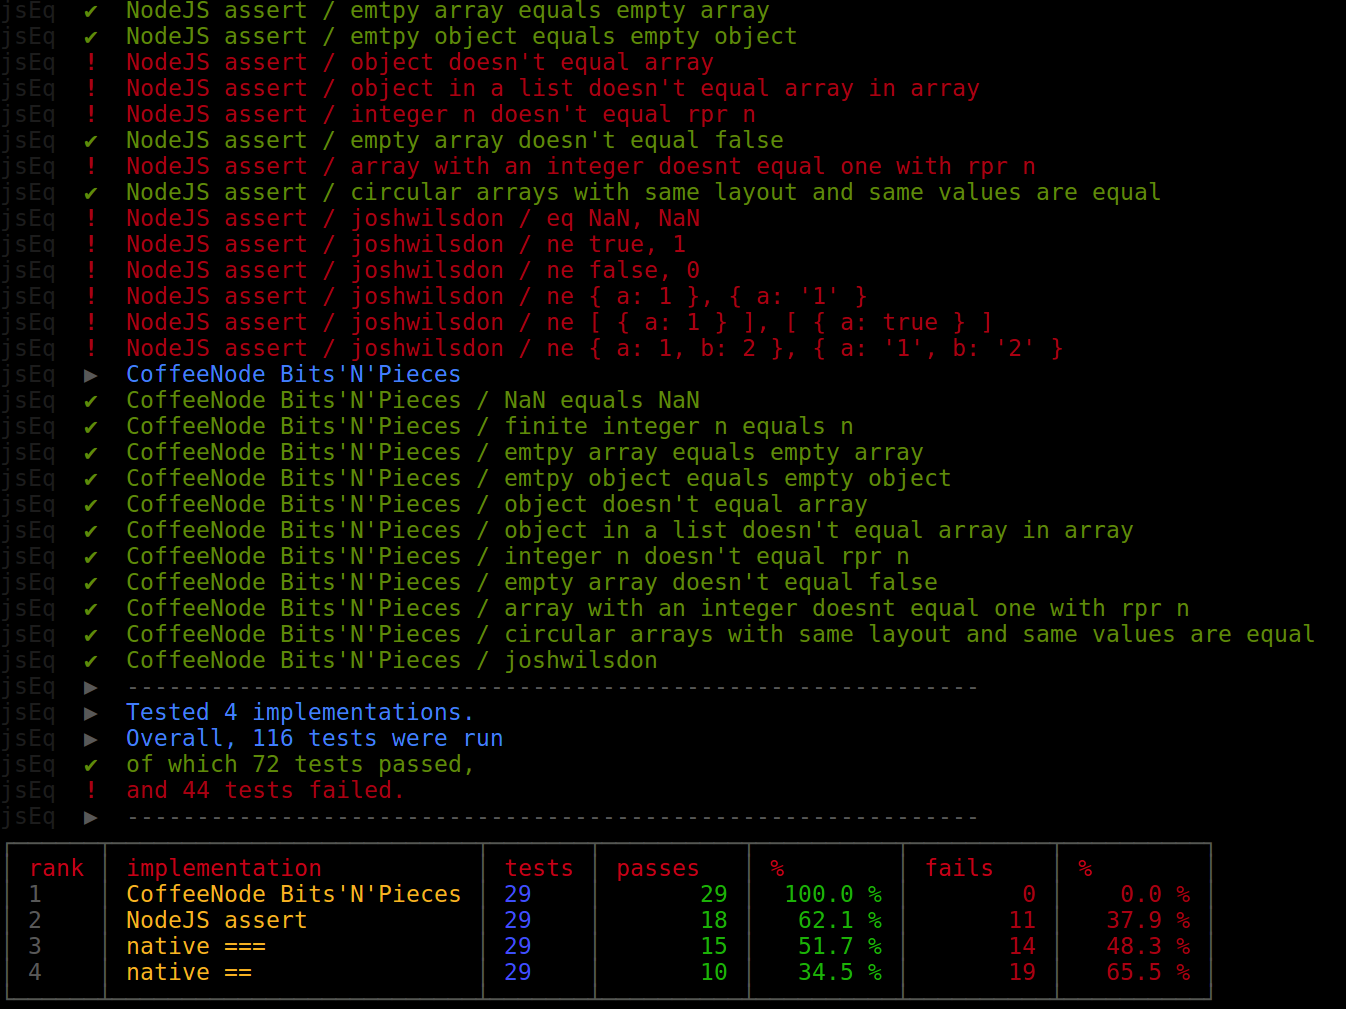 jsEq ✔ NodeJS assert / emtpy array equals empty array
jsEq ✔ NodeJS assert / emtpy object equals empty object
jsEq ! NodeJS assert / object doesn't equal array
jsEq ! NodeJS assert / object in a list doesn't equal array in array
jsEq ! NodeJS assert / integer n doesn't equal rpr n
jsEq ✔ NodeJS assert / empty array doesn't equal false
jsEq ! NodeJS assert / array with an integer doesnt equal one with rpr n
jsEq ✔ NodeJS assert / circular arrays with same layout and same values are equal
jsEq ! NodeJS assert / joshwilsdon / eq NaN, NaN
jsEq ! NodeJS assert / joshwilsdon / ne true, 1
jsEq ! NodeJS assert / joshwilsdon / ne false, 0
jsEq ! NodeJS assert / joshwilsdon / ne { a: 1 }, { a: '1' }
jsEq ! NodeJS assert / joshwilsdon / ne [ { a: 1 } ], [ { a: true } ]
jsEq ! NodeJS assert / joshwilsdon / ne { a: 1, b: 2 }, { a: '1', b: '2' }
jsEq ▶ CoffeeNode Bits'N'Pieces
jsEq ✔ CoffeeNode Bits'N'Pieces / NaN equals NaN
jsEq ✔ CoffeeNode Bits'N'Pieces / finite integer n equals n
jsEq ✔ CoffeeNode Bits'N'Pieces / emtpy array equals empty array
jsEq ✔ CoffeeNode Bits'N'Pieces / emtpy object equals empty object
jsEq ✔ CoffeeNode Bits'N'Pieces / object doesn't equal array
jsEq ✔ CoffeeNode Bits'N'Pieces / object in a list doesn't equal array in array
jsEq ✔ CoffeeNode Bits'N'Pieces / integer n doesn't equal rpr n
jsEq ✔ CoffeeNode Bits'N'Pieces / empty array doesn't equal false
jsEq ✔ CoffeeNode Bits'N'Pieces / array with an integer doesnt equal one with rpr n
jsEq ✔ CoffeeNode Bits'N'Pieces / circular arrays with same layout and same values are equal
jsEq ✔ CoffeeNode Bits'N'Pieces / joshwilsdon
jsEq ▶ -------------------------------------------------------------
jsEq ▶ Tested 4 implementations.
jsEq ▶ Overall, 116 tests were run
jsEq ✔ of which 72 tests passed,
jsEq ! and 44 tests failed.
jsEq ▶ -------------------------------------------------------------
rank implementation tests passes % fails %
1 CoffeeNode Bits'N'Pieces 29 29 100.0 % 0 0.0 %
2 NodeJS assert 29 18 62.1 % 11 37.9 %
3 native === 29 15 51.7 % 14 48.3 %
4 native == 29 10 34.5 % 19 65.5 %